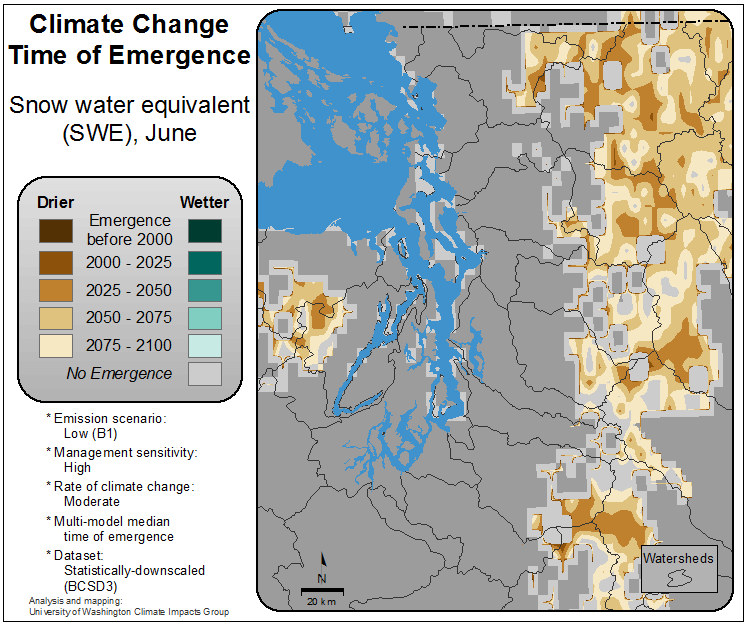 Climate Change
Time of Emergence
Snow water equivalent
(SWE), June
Drier
Wetter
Emergence
before 2000
2000 - 2025
2025 - 2050
2050 - 2075
2075 - 2100
No Emergence
* Emission scenario:
Low (B1)
* Management sensitivity:
High
* Rate of climate change:
Moderate
* Multi-model median
time of emergence
* Dataset:
Statistically-downscaled
(BCSD3)
Analysis and mapping:
University of Washington Climate Impacts Group
N
20 km
Watersheds